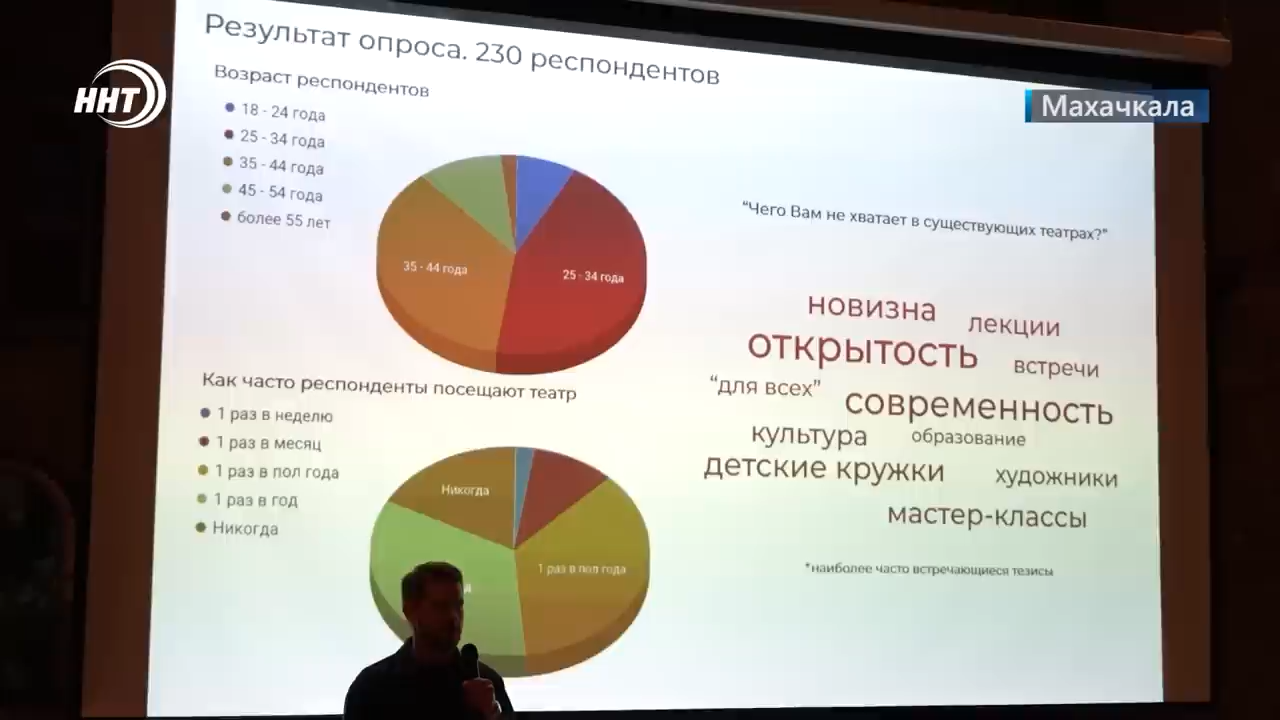 ННТ
Махачкала
Результат опроса. 230 респондентов
Возраст респондентов
18 - 24 года
25 - 34 года
35 - 44 года
45 - 54 года
более 55 лет
35 - 44 года
25 - 34 года
Как часто респонденты посещают театр
1 раз в неделю
1 раз в месяц
1 раз в пол года
1 раз в год
Никогда
Никогда
1 раз в пол года
"Чего Вам не хватает в существующих театрах?"
новизна
лекции
открытость
встречи
"для всех"
современность
культура
образование
детские кружки
художники
мастер-классы
*наиболее часто встречающиеся тезисы